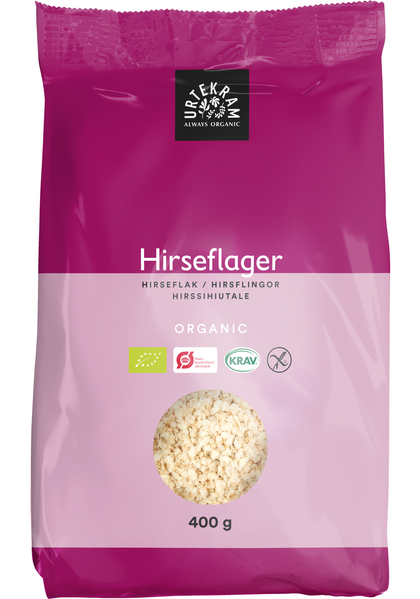 URTEKRAM
ALWAYS ORGANIC
Hirseflager
HIRSEFLAK / HIRSFLINGOR
HIRSSIHIUTALE
ORGANIC
KRAV
400 g